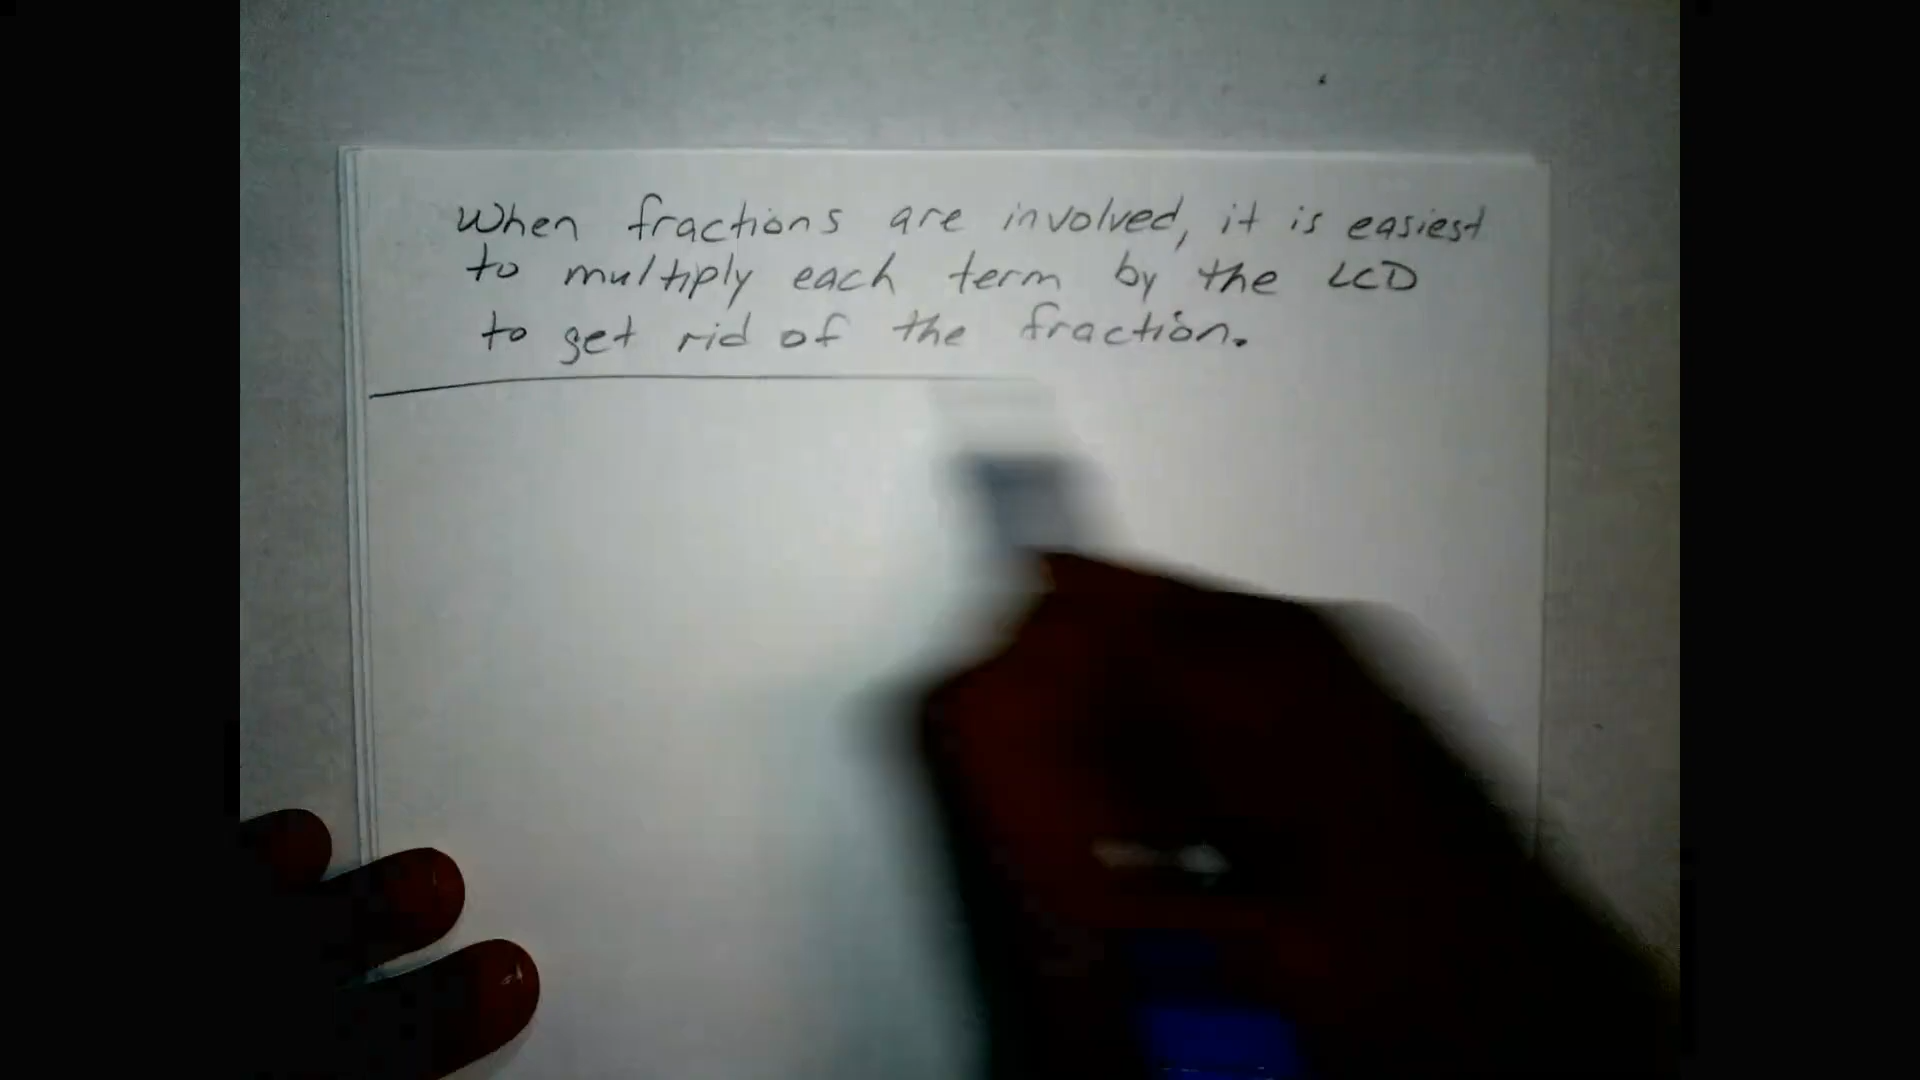 When fractions are involved, it is easiest
to multiply each term by the LCD
to get rid of the fraction.